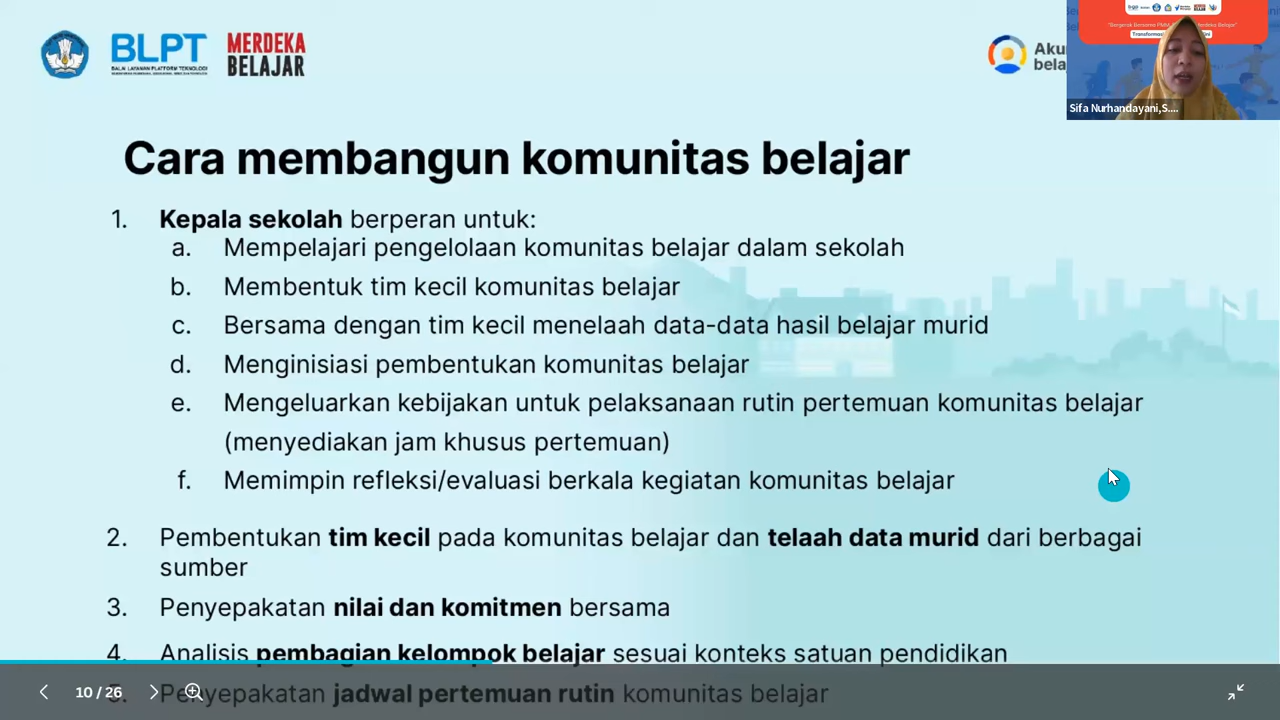 BLPT
BALAI LAYANAN PLATFORM TEKNOLOGI
MERDEKA
BELAJAR
Sifa Nurhandayani,S....
Cara membangun komunitas belajar
1. Kepala sekolah berperan untuk:
a. Mempelajari pengelolaan komunitas belajar dalam sekolah
b. Membentuk tim kecil komunitas belajar
c. Bersama dengan tim kecil menelaah data-data hasil belajar murid
d. Menginisiasi pembentukan komunitas belajar
e. Mengeluarkan kebijakan untuk pelaksanaan rutin pertemuan komunitas belajar
(menyediakan jam khusus pertemuan)
f. Memimpin refleksi/evaluasi berkala kegiatan komunitas belajar
2. Pembentukan tim kecil pada komunitas belajar dan telaah data murid dari berbagai
sumber
3. Penyepakatan nilai dan komitmen bersama
4. Analisis pembagian kelompok belajar sesuai konteks satuan pendidikan
5. Penyepakatan jadwal pertemuan rutin komunitas belajar
10 / 26